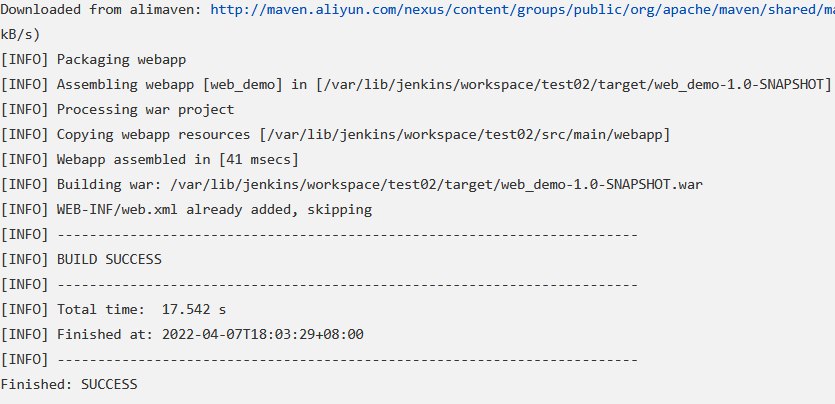 Downloaded from alimaven: http://maven.aliyun.com/nexus/content/groups/public/org/apache/maven/shared/
kB/s)
[INFO] Packaging webapp
[INFO] Assembling webapp [web_demo] in [/var/lib/jenkins/workspace/test02/target/web_demo-1.0-SNAPSHOT]
[INFO] Processing war project
[INFO] Copying webapp resources [/var/lib/jenkins/workspace/test02/src/main/webapp]
[INFO] Webapp assembled in [41 msecs]
[INFO] Building war: /var/lib/jenkins/workspace/test02/target/web_demo-1.0-SNAPSHOT.war
[INFO] WEB-INF/web.xml already added, skipping
[INFO] ------------------------------------------------------------------------
[INFO] BUILD SUCCESS
[INFO] ------------------------------------------------------------------------
[INFO] Total time:  17.542 s
[INFO] Finished at: 2022-04-07T18:03:29+08:00
[INFO] ------------------------------------------------------------------------
Finished: SUCCESS